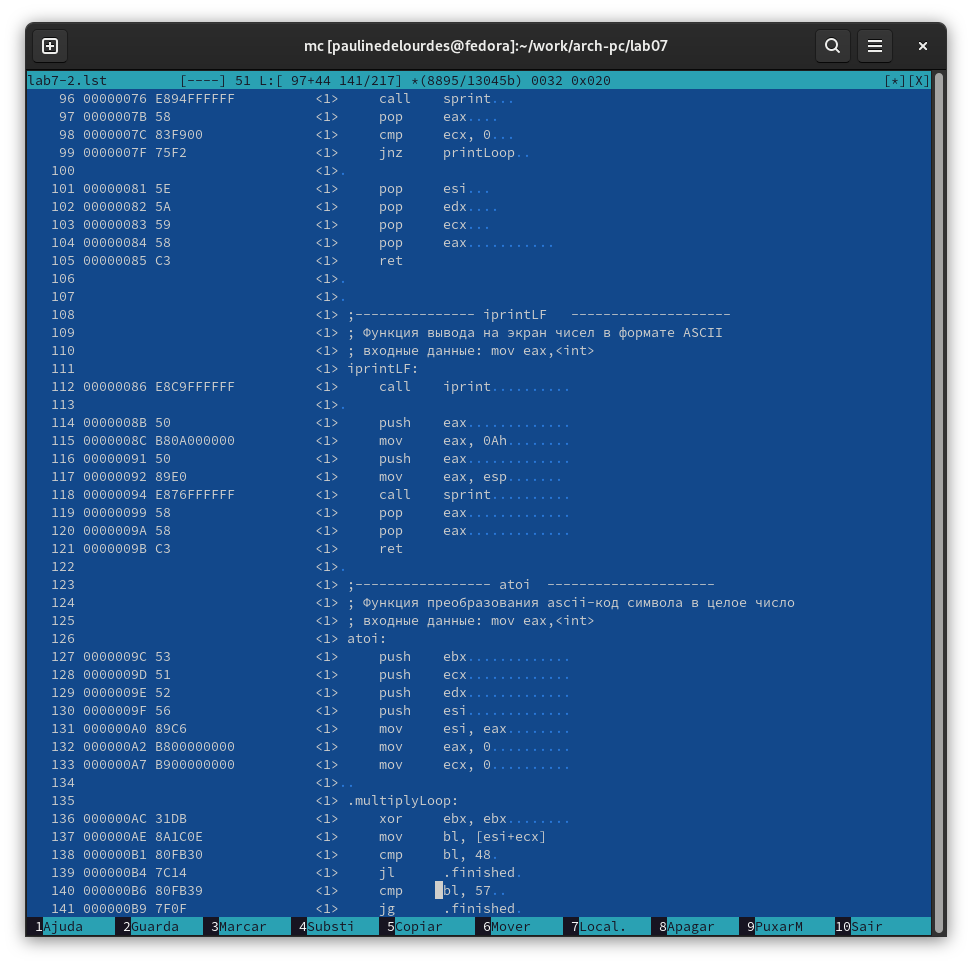 mc [paulinedelourdes@fedora]:~/work/arch-pc/lab07
lab7-2.lst [----] 51 L:[ 97+44 141/217] *(8895/13045b) 0032 0x020 [*][X]
96 00000076 E894FFFFFF <1> call sprint...
97 0000007B 58 <1> pop eax....
98 0000007C 83F900 <1> cmp ecx, 0...
99 0000007F 75F2 <1> jnz printLoop..
100 <1>.
101 00000081 5E <1> pop esi...
102 00000082 5A <1> pop edx....
103 00000083 59 <1> pop ecx...
104 00000084 58 <1> pop eax...........
105 00000085 C3 <1> ret
106 <1>.
107 <1>.
108 <1> ;--------------- iprintLF --------------------
109 <1> ; Функция вывода на экран чисел в формате ASCII
110 <1> ; входные данные: mov eax,<int>
111 <1> iprintLF:
112 00000086 E8C9FFFFFF <1> call iprint..........
113 <1>.
114 0000008B 50 <1> push eax.............
115 0000008C B80A000000 <1> mov eax, 0Ah........
116 00000091 50 <1> push eax.............
117 00000092 89E0 <1> mov eax, esp.......
118 00000094 E876FFFFFF <1> call sprint..........
119 00000099 58 <1> pop eax.............
120 0000009A 58 <1> pop eax.............
121 0000009B C3 <1> ret
122 <1>.
123 <1> ;----------------- atoi ---------------------
124 <1> ; Функция преобразования ascii-код символа в целое число
125 <1> ; входные данные: mov eax,<int>
126 <1> atoi:
127 0000009C 53 <1> push ebx.............
128 0000009D 51 <1> push ecx.............
129 0000009E 52 <1> push edx.............
130 0000009F 56 <1> push esi.............
131 000000A0 89C6 <1> mov esi, eax........
132 000000A2 B800000000 <1> mov eax, 0..........
133 000000A7 B900000000 <1> mov ecx, 0..........
134 <1>..
135 <1> .multiplyLoop:
136 000000AC 31DB <1> xor ebx, ebx........
137 000000AE 8A1C0E <1> mov bl, [esi+ecx]
138 000000B1 80FB30 <1> cmp bl, 48.
139 000000B4 7C14 <1> jl .finished.
140 000000B6 80FB39 <1> cmp bl, 57..
141 000000B9 7F0F <1> jg .finished.
1Ajuda 2Guarda 3Marcar 4Substi 5Copiar 6Mover 7Local. 8Apagar 9PuxarM 10Sair